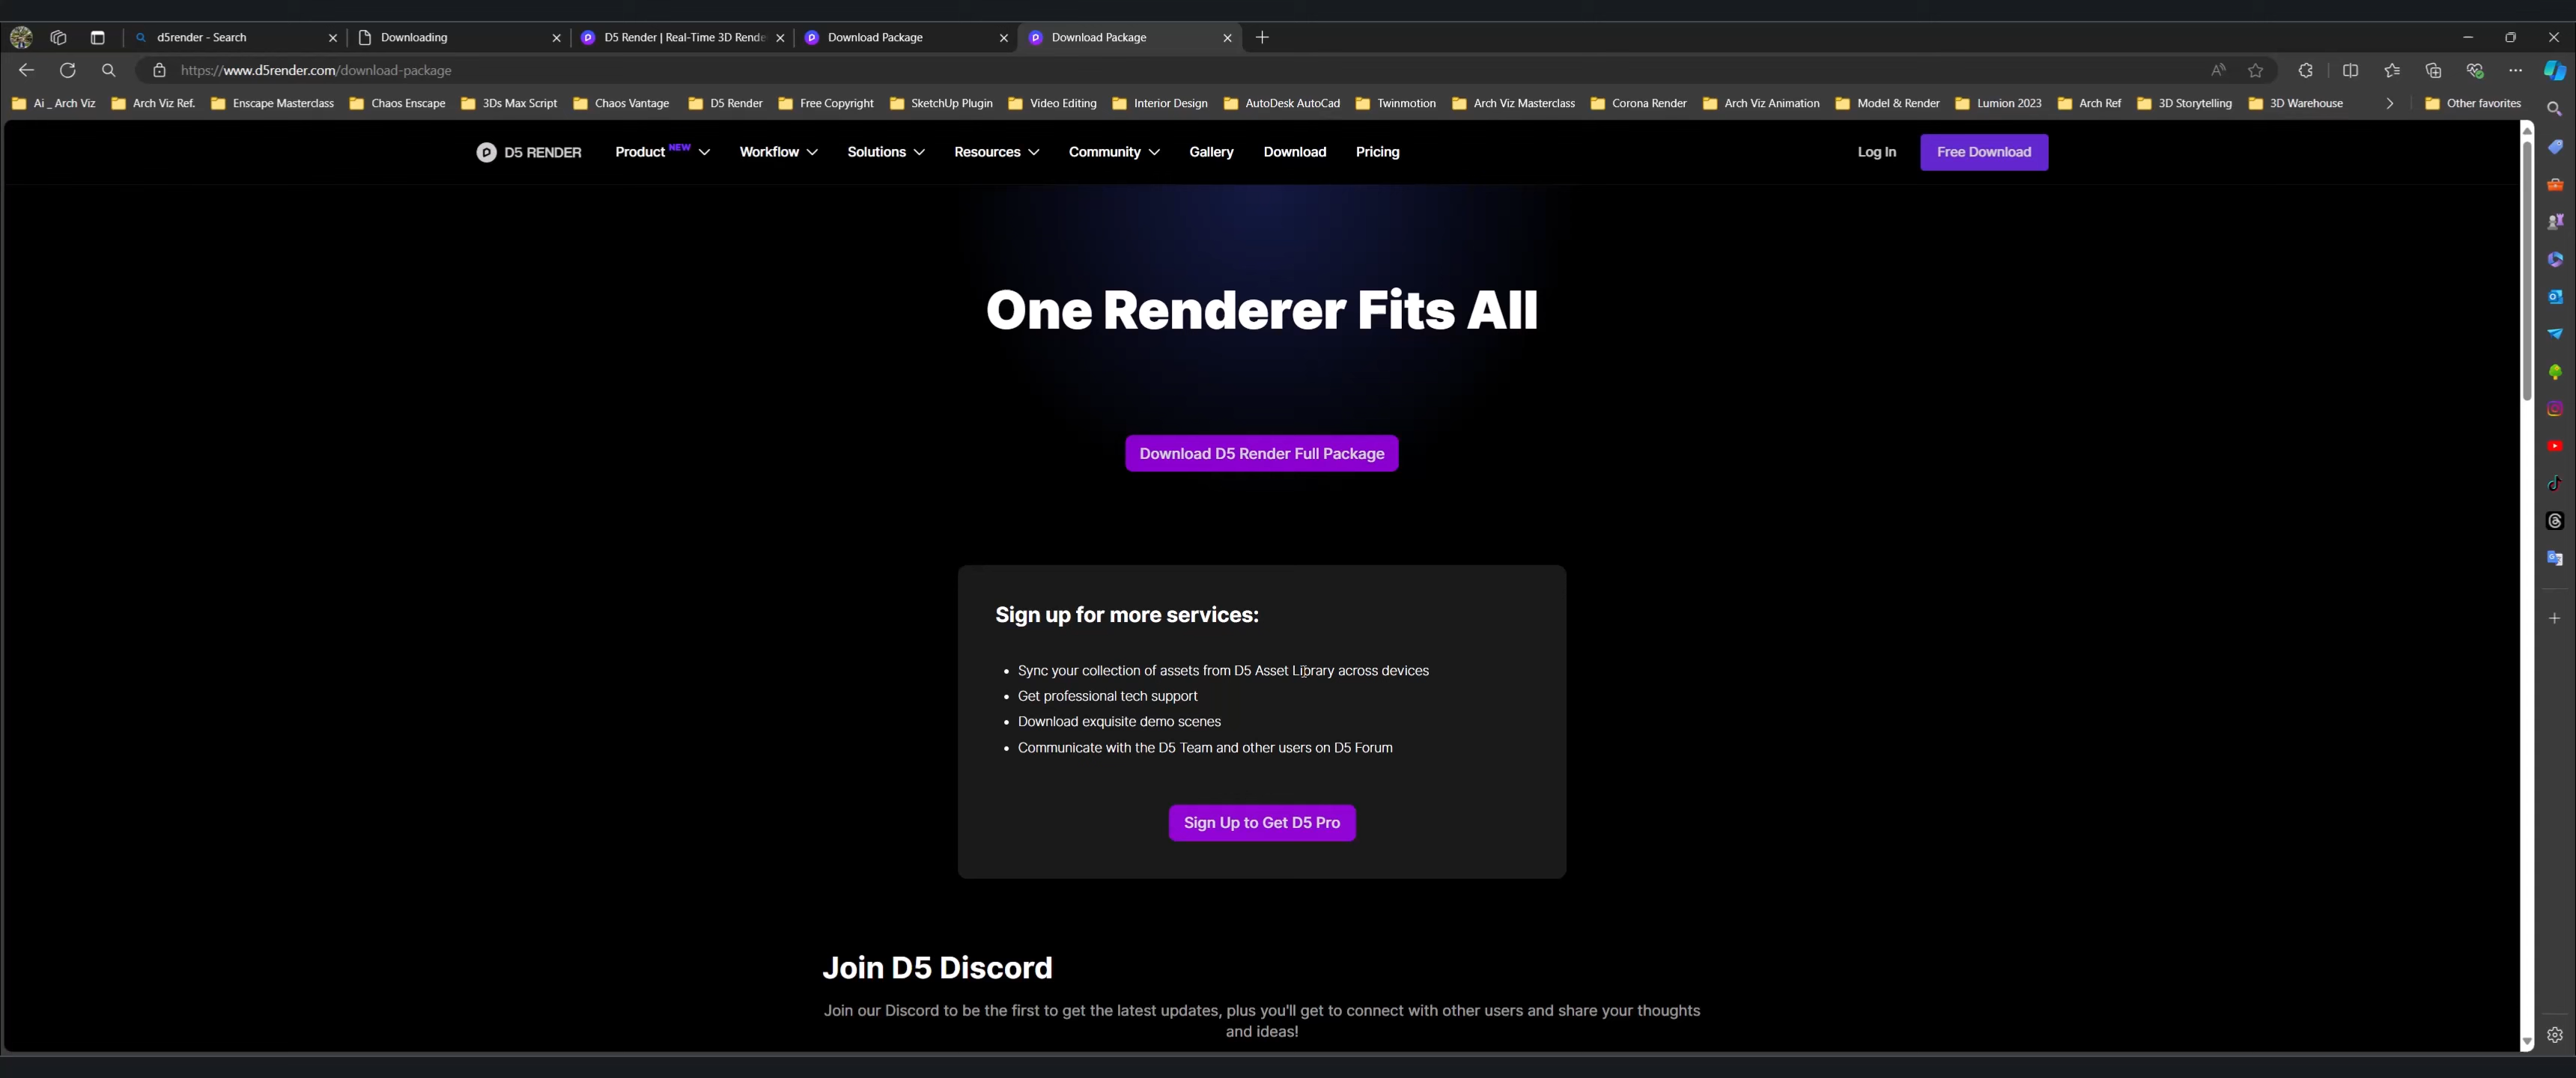 d5render - Search
Downloading
D5 Render | Real-Time 3D Rende
Download Package
Download Package
https://www.d5render.com/download-package
Ai _ Arch Viz
Arch Viz Ref.
Enscape Masterclass
Chaos Enscape
3Ds Max Script
Chaos Vantage
D5 Render
Free Copyright
SketchUp Plugin
Video Editing
Interior Design
AutoDesk AutoCad
Twinmotion
Arch Viz Masterclass
Corona Render
Arch Viz Animation
Model & Render
Lumion 2023
Arch Ref
3D Storytelling
3D Warehouse
Other favorites
D5 RENDER
Product NEW
Workflow
Solutions
Resources
Community
Gallery
Download
Pricing
Log In
Free Download
One Renderer Fits All
Download D5 Render Full Package
Sign up for more services:
• Sync your collection of assets from D5 Asset Library across devices
• Get professional tech support
• Download exquisite demo scenes
• Communicate with the D5 Team and other users on D5 Forum
Sign Up to Get D5 Pro
Join D5 Discord
Join our Discord to be the first to get the latest updates, plus you'll get to connect with other users and share your thoughts
and ideas!